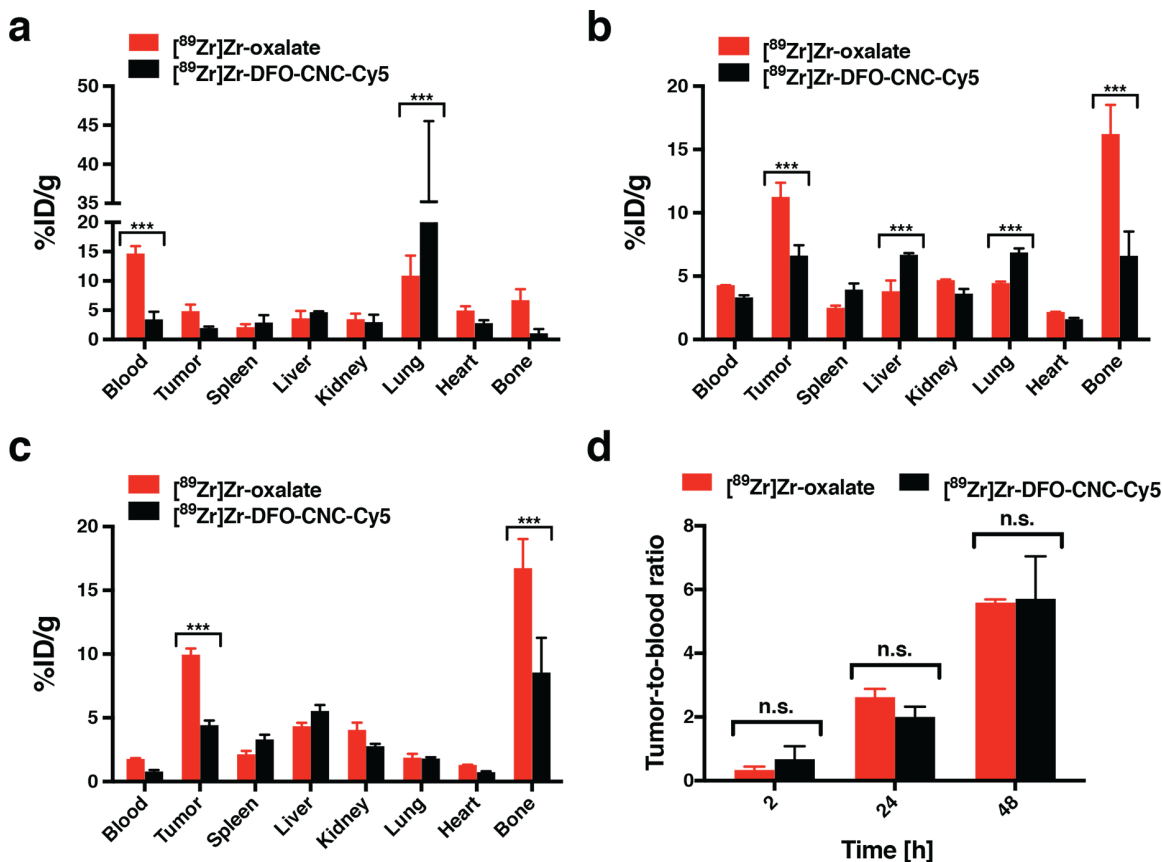 a
[⁸⁹Zr]Zr-oxalate
[⁸⁹Zr]Zr-DFO-CNC-Cy5
%ID/g
50
45
40
35
20
15
10
5
0
***
***
Blood
Tumor
Spleen
Liver
Kidney
Lung
Heart
Bone
b
[⁸⁹Zr]Zr-oxalate
[⁸⁹Zr]Zr-DFO-CNC-Cy5
%ID/g
20
15
10
5
0
***
***
***
***
Blood
Tumor
Spleen
Liver
Kidney
Lung
Heart
Bone
c
[⁸⁹Zr]Zr-oxalate
[⁸⁹Zr]Zr-DFO-CNC-Cy5
%ID/g
20
15
10
5
0
***
***
Blood
Tumor
Spleen
Liver
Kidney
Lung
Heart
Bone
d
[⁸⁹Zr]Zr-oxalate
[⁸⁹Zr]Zr-DFO-CNC-Cy5
Tumor-to-blood ratio
8
6
4
2
0
n.s.
n.s.
n.s.
2
24
48
Time [h]